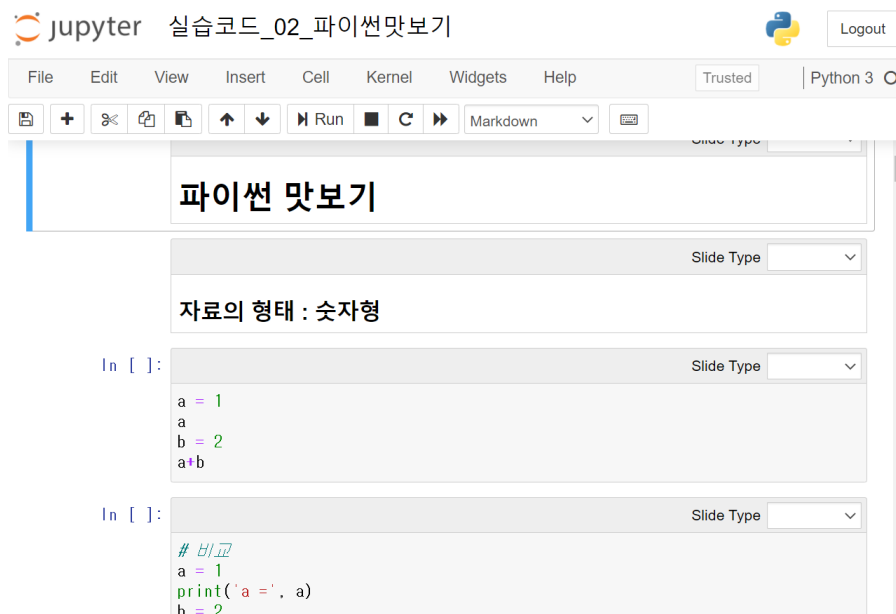 jupyter 실습코드_02_파이썬맛보기
Logout
File Edit View Insert Cell Kernel Widgets Help
Trusted
Python 3
Run
Markdown
Slide Type
파이썬 맛보기
Slide Type
자료의 형태 : 숫자형
In [ ]:
Slide Type
a = 1
a
b = 2
a+b
In [ ]:
Slide Type
# 비교
a = 1
print('a =', a)
b = 2